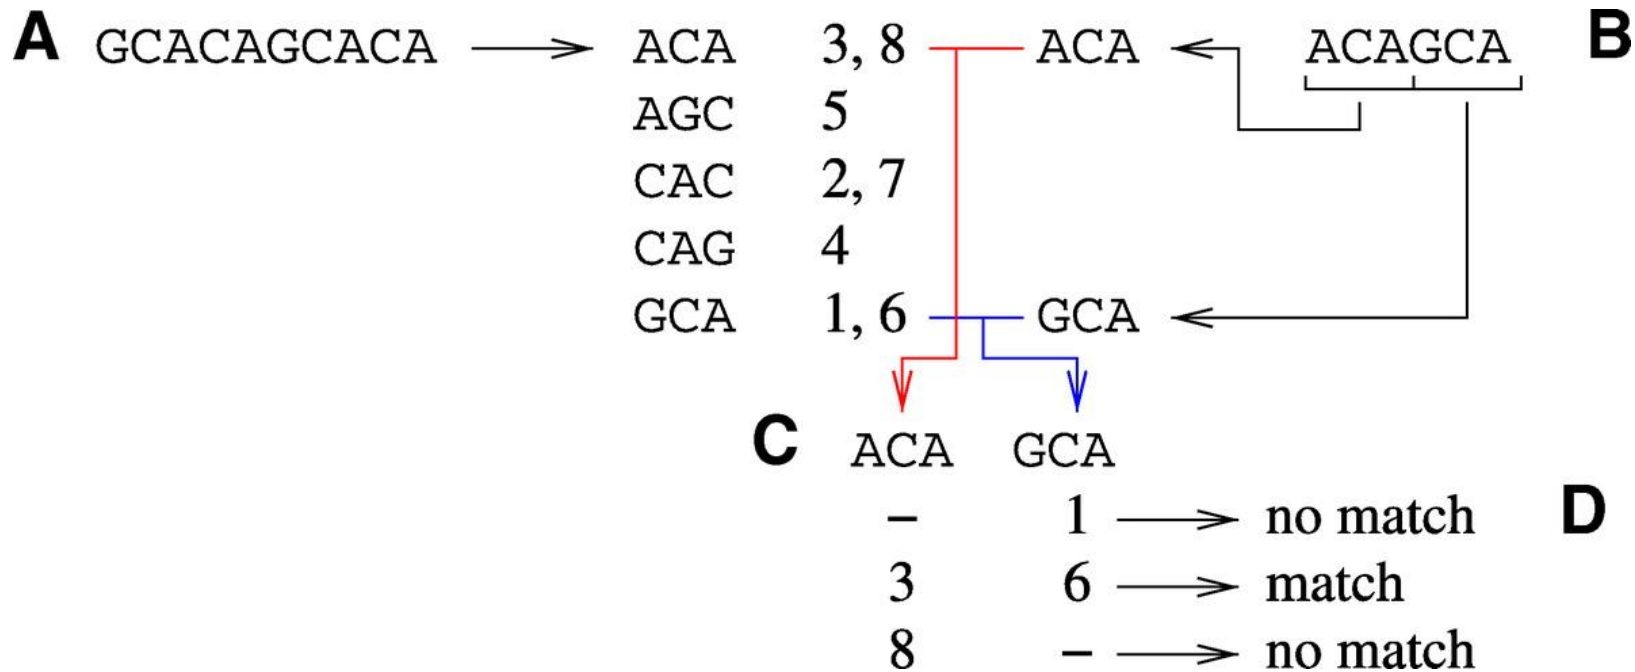 A GCACAGCACA ACA 3, 8 ACA ACAGCA B
AGC 5
CAC 2, 7
CAG 4
GCA 1, 6 GCA
C ACA GCA
– 1 no match D
3 6 match
8 – no match